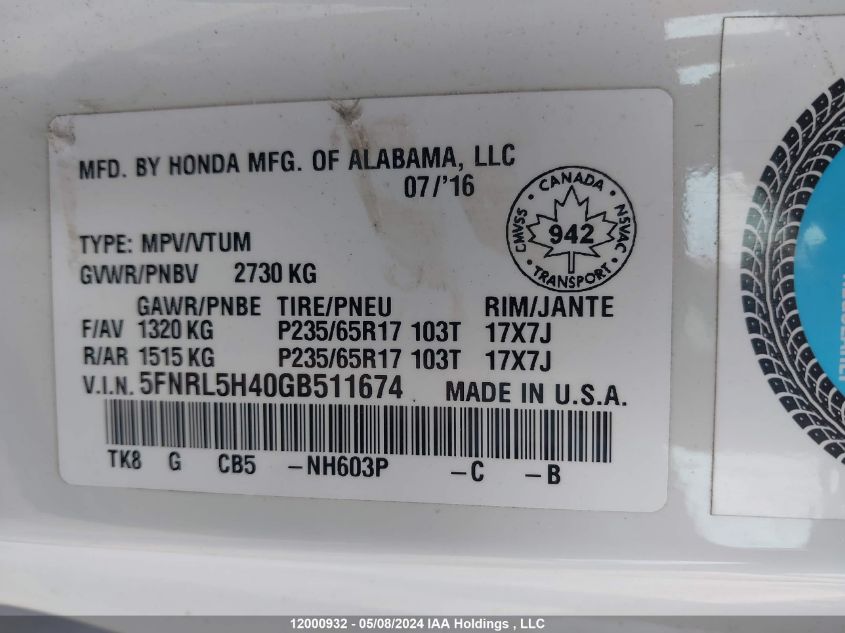 MFD. BY HONDA MFG. OF ALABAMA, LLC
07/'16
CANADA
CMVSS
942
NSVAC
TRANSPORT
TYPE: MPV/VTUM
GVWR/PNBV 2730 KG
GAWR/PNBE TIRE/PNEU RIM/JANTE
F/AV 1320 KG P235/65R17 103T 17X7J
R/AR 1515 KG P235/65R17 103T 17X7J
V.I.N. 5FNRL5H40GB511674 MADE IN U.S.A.
TK8 G CB5 -NH603P -C -B
12000932 - 05/08/2024 IAA Holdings , LLC